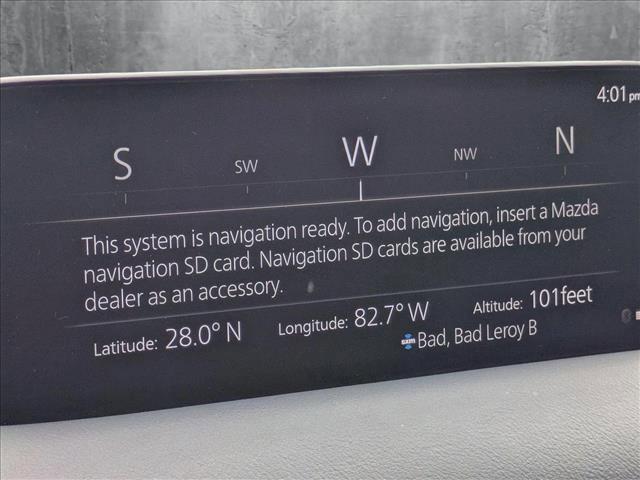 4:01 pm
S SW W NW N
This system is navigation ready. To add navigation, insert a Mazda
navigation SD card. Navigation SD cards are available from your
dealer as an accessory.
Latitude: 28.0° N Longitude: 82.7° W Altitude: 101feet
sxm Bad, Bad Leroy B